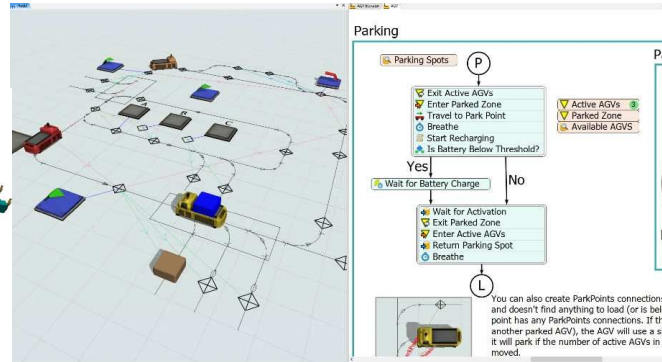 Model
AGV
Parking
Parking Spots
P
Exit Active AGVs
Enter Parked Zone
Travel to Park Point
Breathe
Start Recharging
Is Battery Below Threshold?
Active AGVs 3
Parked Zone
Available AGVS
Yes
No
Wait for Battery Charge
Wait for Activation
Exit Parked Zone
Enter Active AGVs
Return Parking Spot
Breathe
L
You can also create ParkPoints connections
and doesn't find anything to load (or is
point has any ParkPoints connections. If
another parked AGV), the AGV will use a
it will park if the number of active AGVs in
moved.
A
B
C